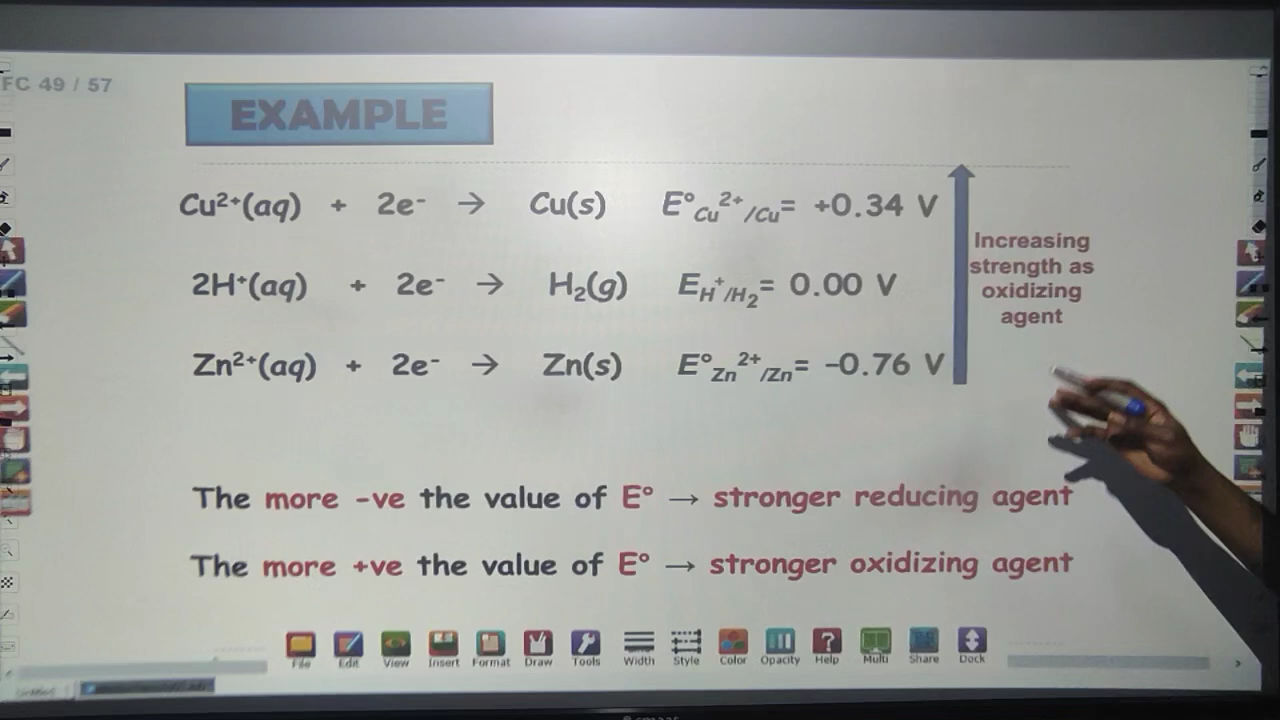 FC 49 / 57
EXAMPLE
Cu²⁺(aq) + 2e⁻ → Cu(s) E°Cu²⁺/Cu= +0.34 V
2H⁺(aq) + 2e⁻ → H₂(g) EH⁺/H₂= 0.00 V
Zn²⁺(aq) + 2e⁻ → Zn(s) E°Zn²⁺/Zn= -0.76 V
Increasing
strength as
oxidizing
agent
The more -ve the value of E° → stronger reducing agent
The more +ve the value of E° → stronger oxidizing agent
File Edit View Insert Format Draw Tools Width Style Color Opacity Help Multi Share Dock